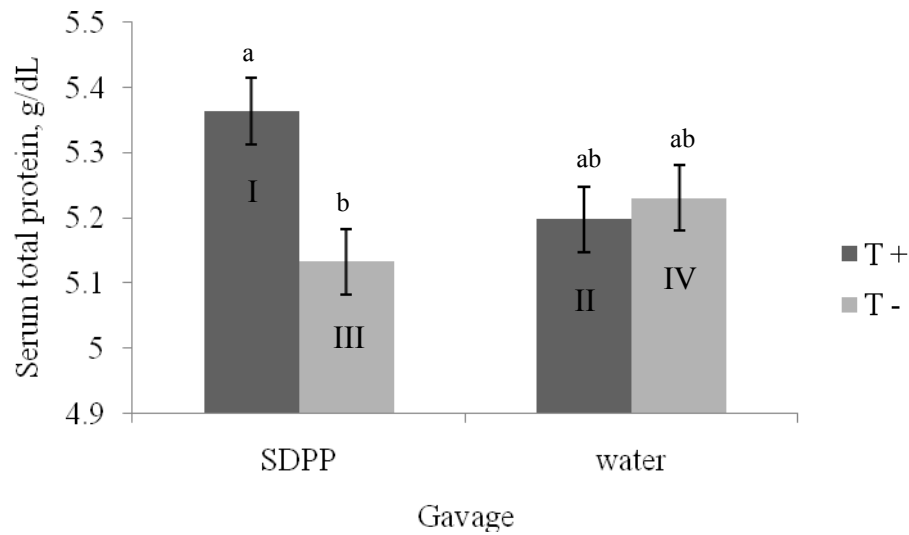 Serum total protein, g/dL
5.5
5.4
5.3
5.2
5.1
5
4.9
a
b
ab
ab
I
III
II
IV
SDPP
water
Gavage
T +
T -